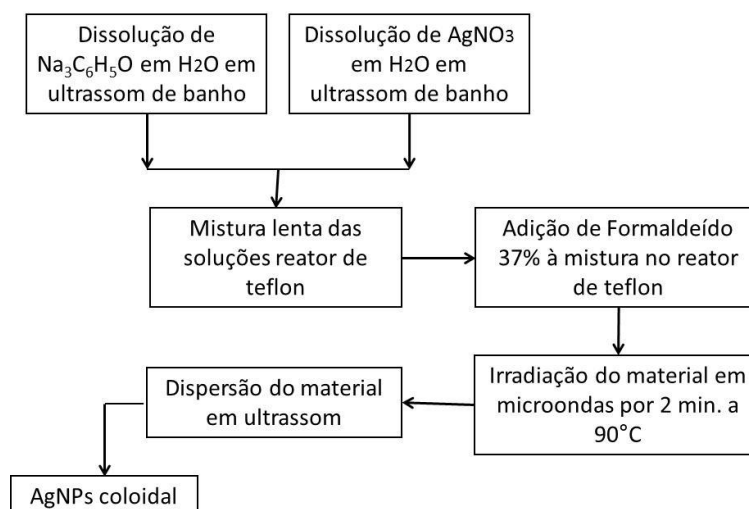 Dissolução de
Na₃C₆H₅O em H2O em
ultrassom de banho
Dissolução de AgNO3
em H2O em
ultrassom de banho
Mistura lenta das
soluções reator de
teflon
Adição de Formaldeído
37% à mistura no reator
de teflon
Dispersão do material
em ultrassom
Irradiação do material em
microondas por 2 min. a
90°C
AgNPs coloidal